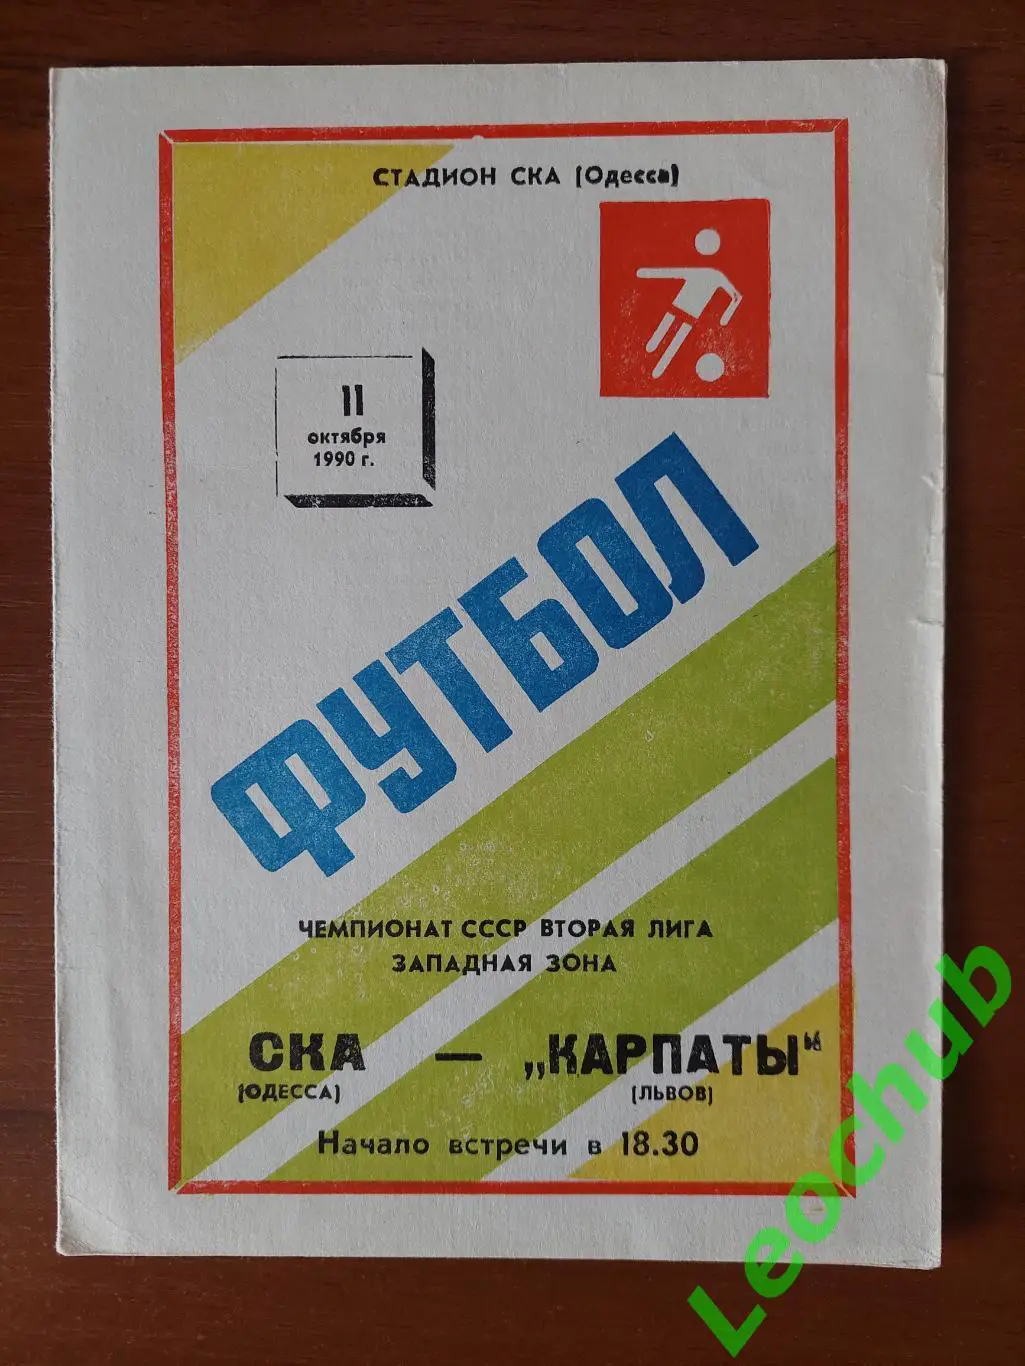 СТАДИОН СКА (Одесса)
11
октября
1990 г.
ФУТБОЛ
ЧЕМПИОНАТ СССР ВТОРАЯ ЛИГА
ЗАПАДНАЯ ЗОНА
СКА — „КАРПАТЫ“
(ОДЕССА) (ЛЬВОВ)
Начало встречи в 18.30
Leochub